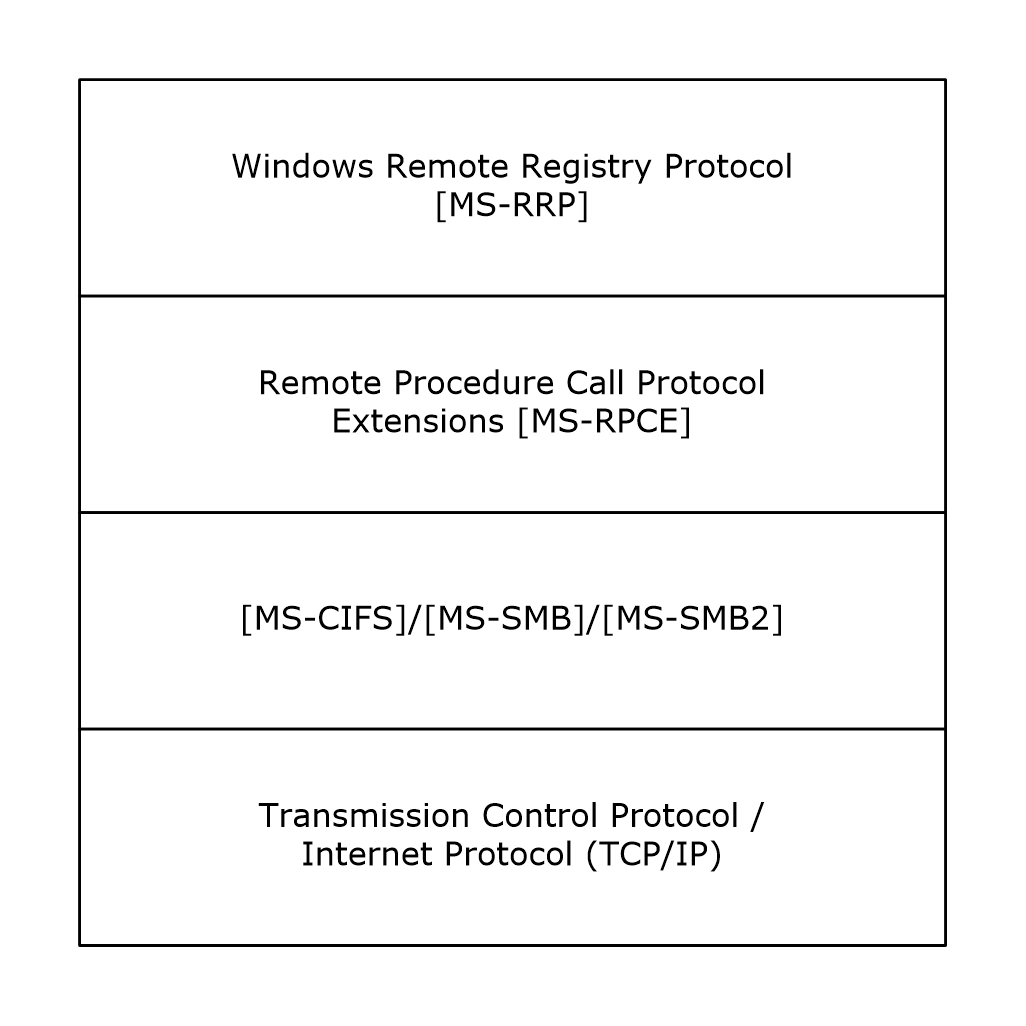 Windows Remote Registry Protocol
[MS-RRP]
Remote Procedure Call Protocol
Extensions [MS-RPCE]
[MS-CIFS]/[MS-SMB]/[MS-SMB2]
Transmission Control Protocol /
Internet Protocol (TCP/IP)